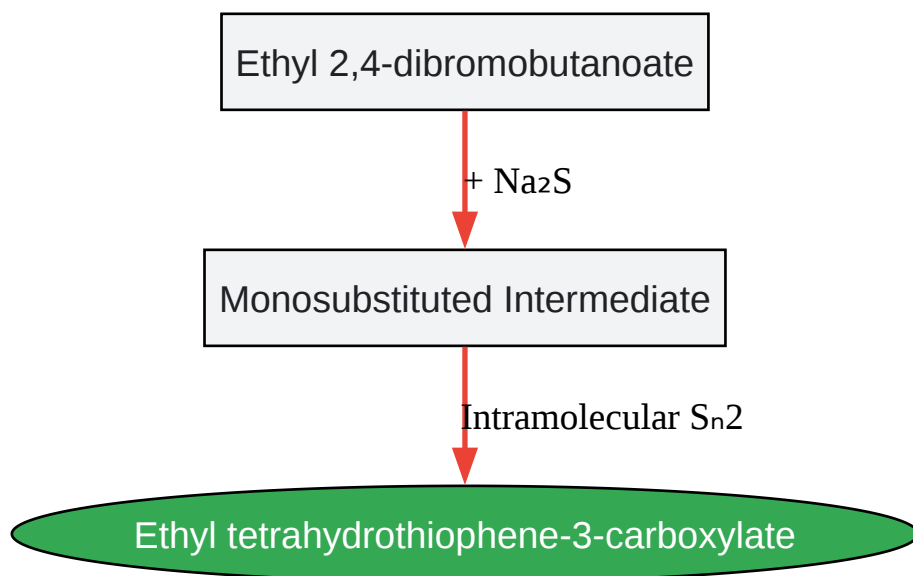 Ethyl 2,4-dibromobutanoate
+ Na₂S
Monosubstituted Intermediate
Intramolecular Sₙ2
Ethyl tetrahydrothiophene-3-carboxylate